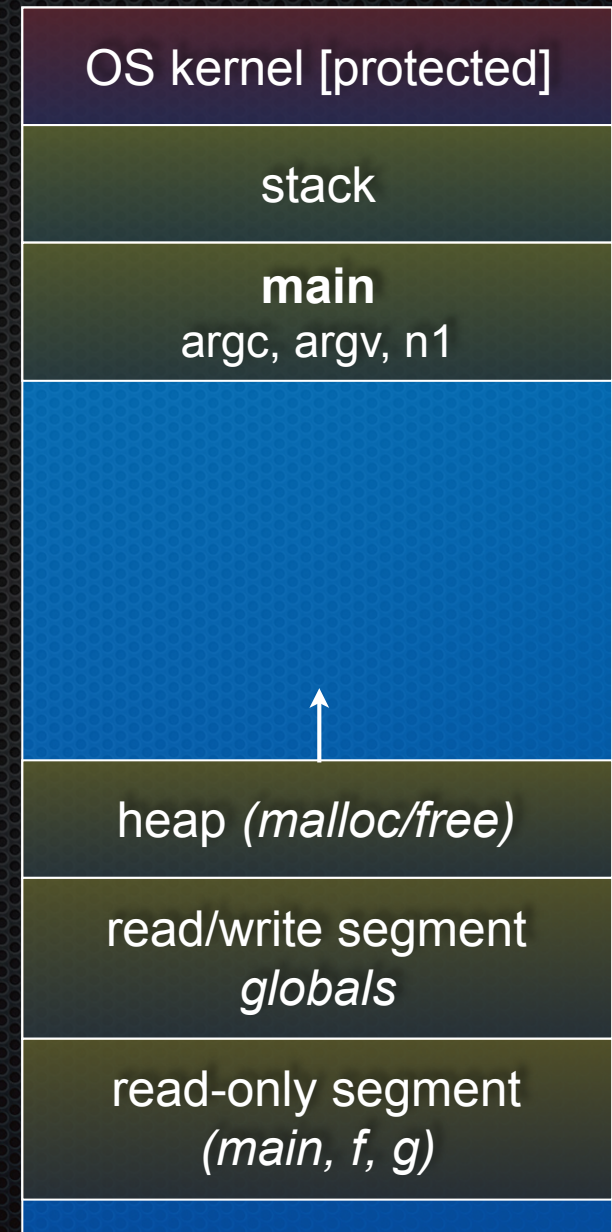 OS kernel [protected]
stack
main
argc, argv, n1
heap (malloc/free)
read/write segment
globals
read-only segment
(main, f, g)